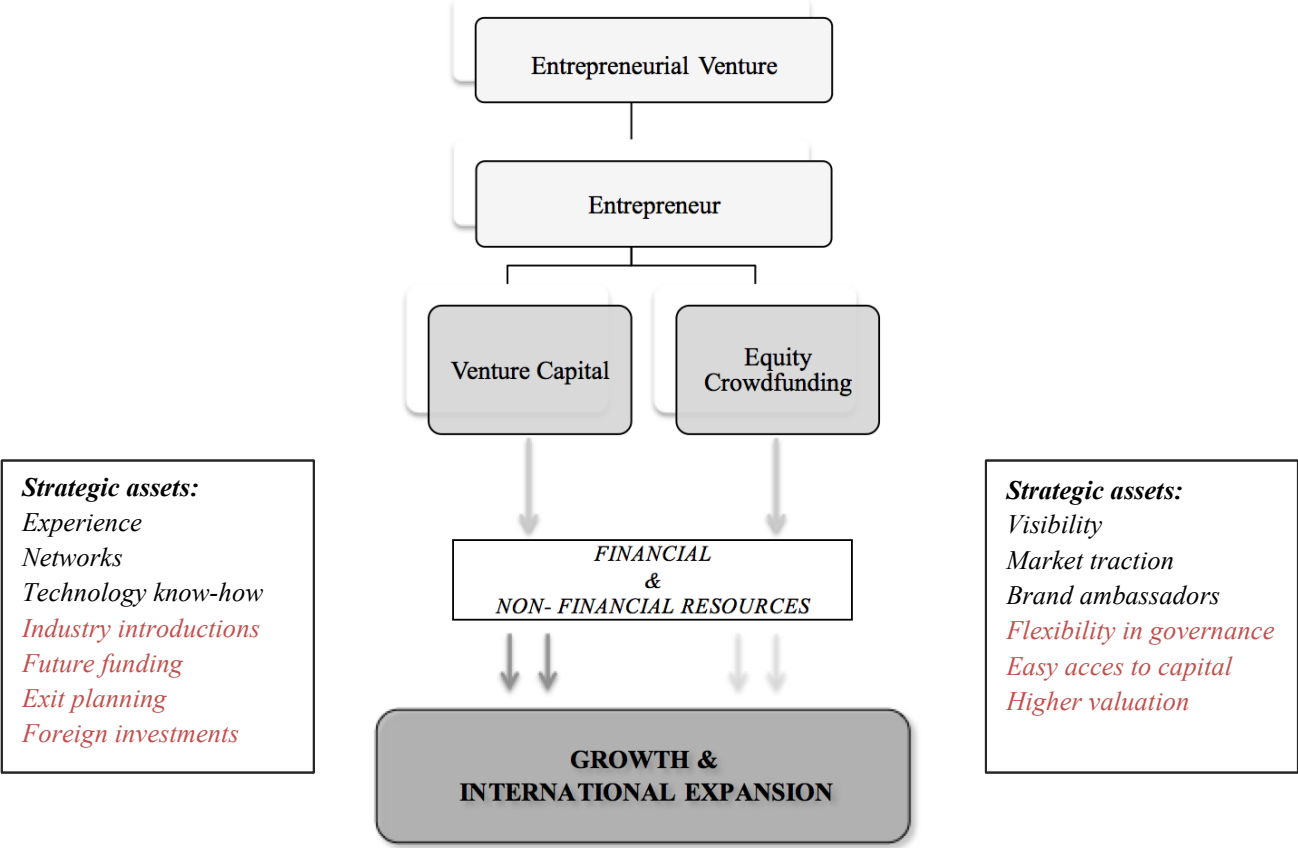 Entrepreneurial Venture
Entrepreneur
Venture Capital
Equity
Crowdfunding
Strategic assets:
Experience
Networks
Technology know-how
Industry introductions
Future funding
Exit planning
Foreign investments
FINANCIAL
&
NON- FINANCIAL RESOURCES
Strategic assets:
Visibility
Market traction
Brand ambassadors
Flexibility in governance
Easy acces to capital
Higher valuation
GROWTH &
INTERNATIONAL EXPANSION